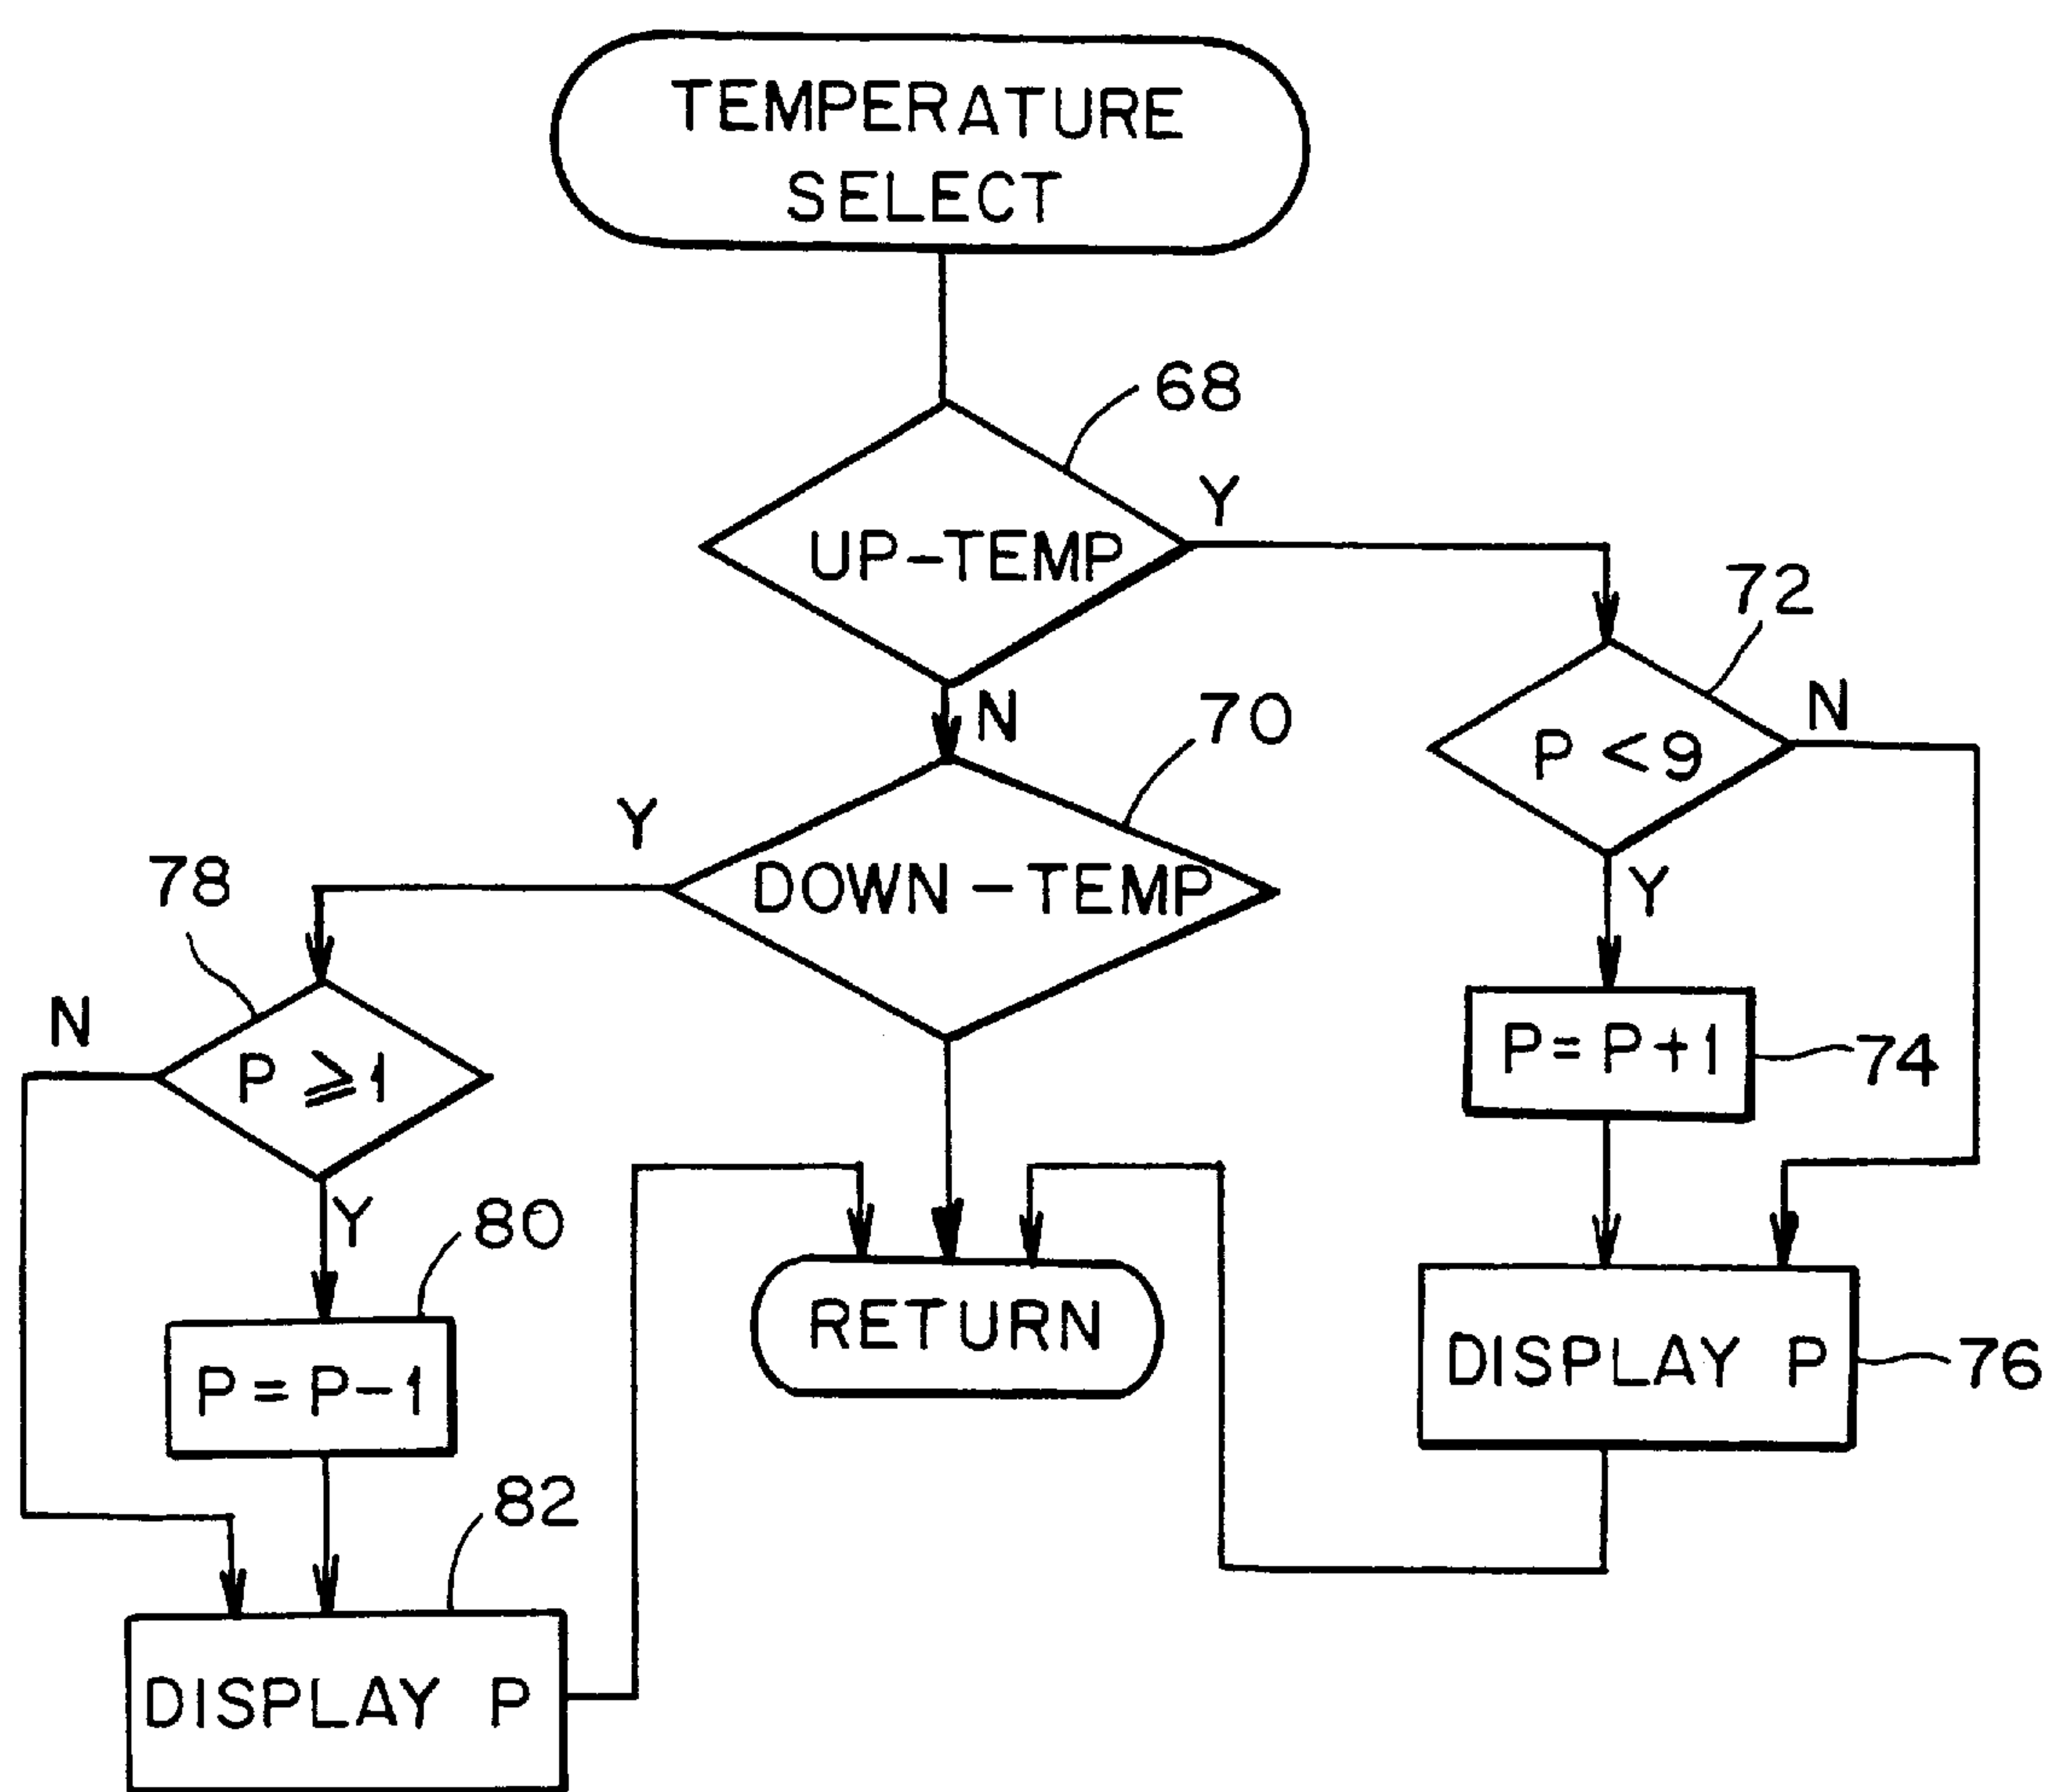 TEMPERATURE
SELECT
68
UP-TEMP
Y
72
N
70
P < 9
N
Y
DOWN-TEMP
Y
78
N
P ⩾ 1
P = P+1
74
Y
80
RETURN
DISPLAY P
76
P = P-1
82
DISPLAY P